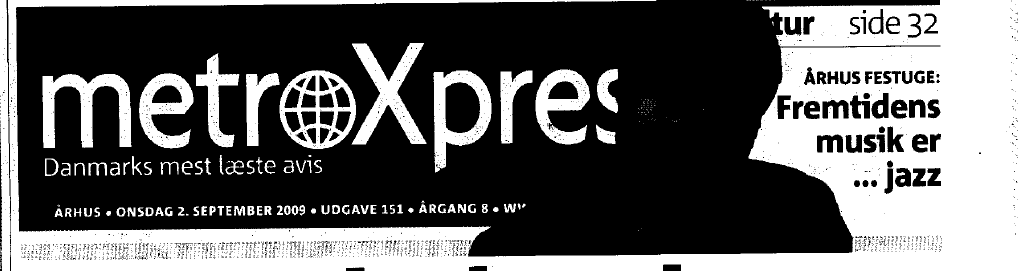 side 32
metroXpres
Danmarks mest læste avis
ÅRHUS • ONSDAG 2. SEPTEMBER 2009 • UDGAVE 151 • ÅRGANG 8 •
ÅRHUS FESTUGE:
Fremtidens
musik er
... jazz